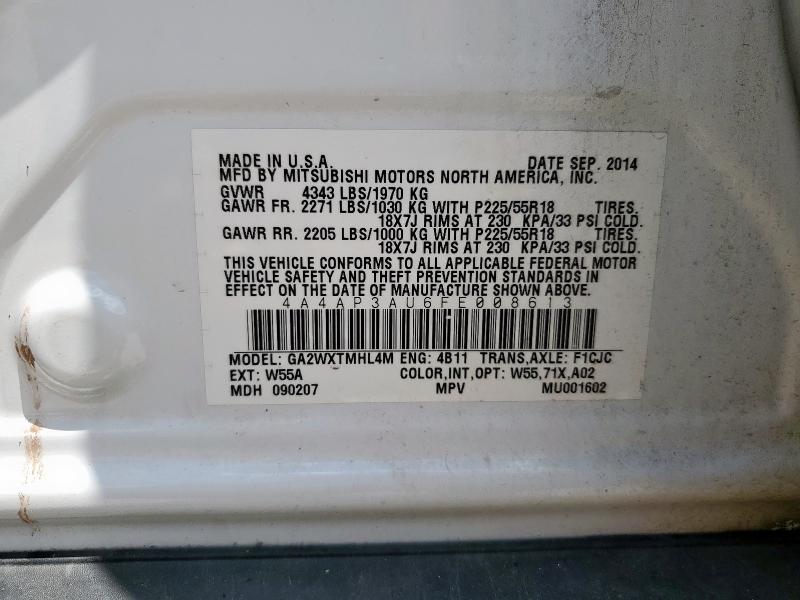 MADE IN U.S.A. DATE SEP. 2014
MFD BY MITSUBISHI MOTORS NORTH AMERICA, INC.
GVWR 4343 LBS/1970 KG
GAWR FR. 2271 LBS/1030 KG WITH P225/55R18 TIRES.
18X7J RIMS AT 230 KPA/33 PSI COLD.
GAWR RR. 2205 LBS/1000 KG WITH P225/55R18 TIRES.
18X7J RIMS AT 230 KPA/33 PSI COLD.
THIS VEHICLE CONFORMS TO ALL APPLICABLE FEDERAL MOTOR
VEHICLE SAFETY AND THEFT PREVENTION STANDARDS IN
EFFECT ON THE DATE OF MANUFACTURE SHOWN ABOVE.
4A4AP3AU6FE008613
MODEL: GA2WXTMHL4M ENG: 4B11 TRANS,AXLE: F1CJC
EXT: W55A COLOR,INT,OPT: W55,71X,A02
MDH 090207 MPV MU001602